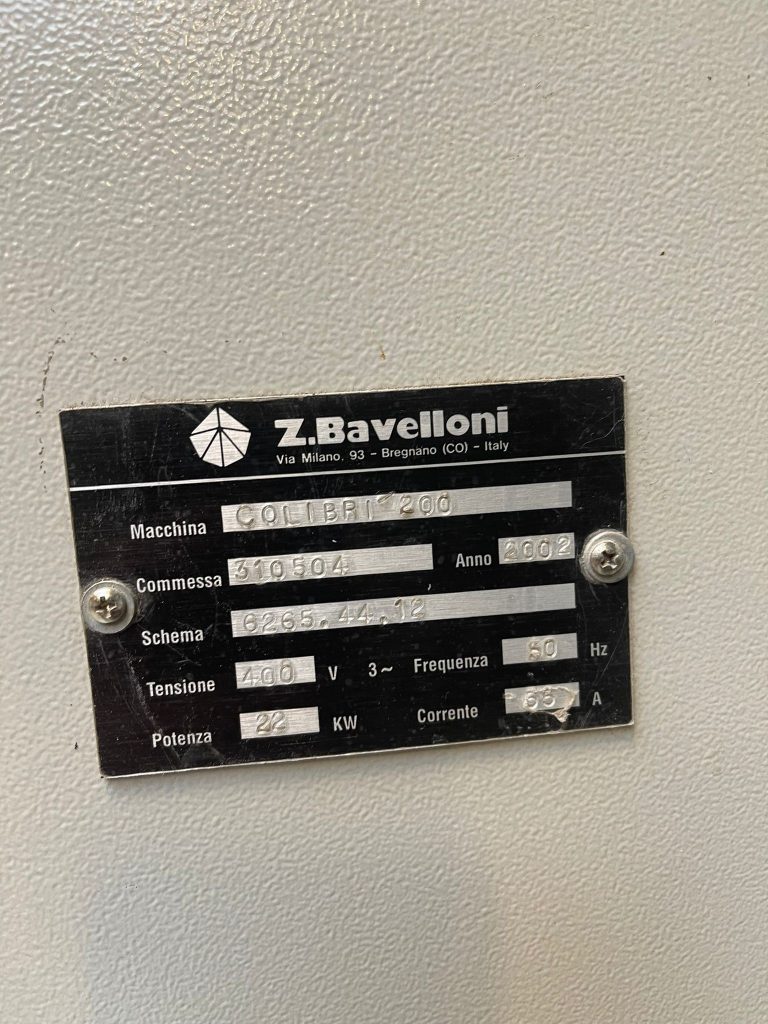 Z.Bavelloni
Via Milano. 93 - Bregnano (CO) - Italy
Macchina COLIBRI 200
Commessa 310504 Anno 2002
Schema 6265.44.12
Tensione 400 V 3~ Frequenza 50 Hz
Potenza 22 KW Corrente 65 A